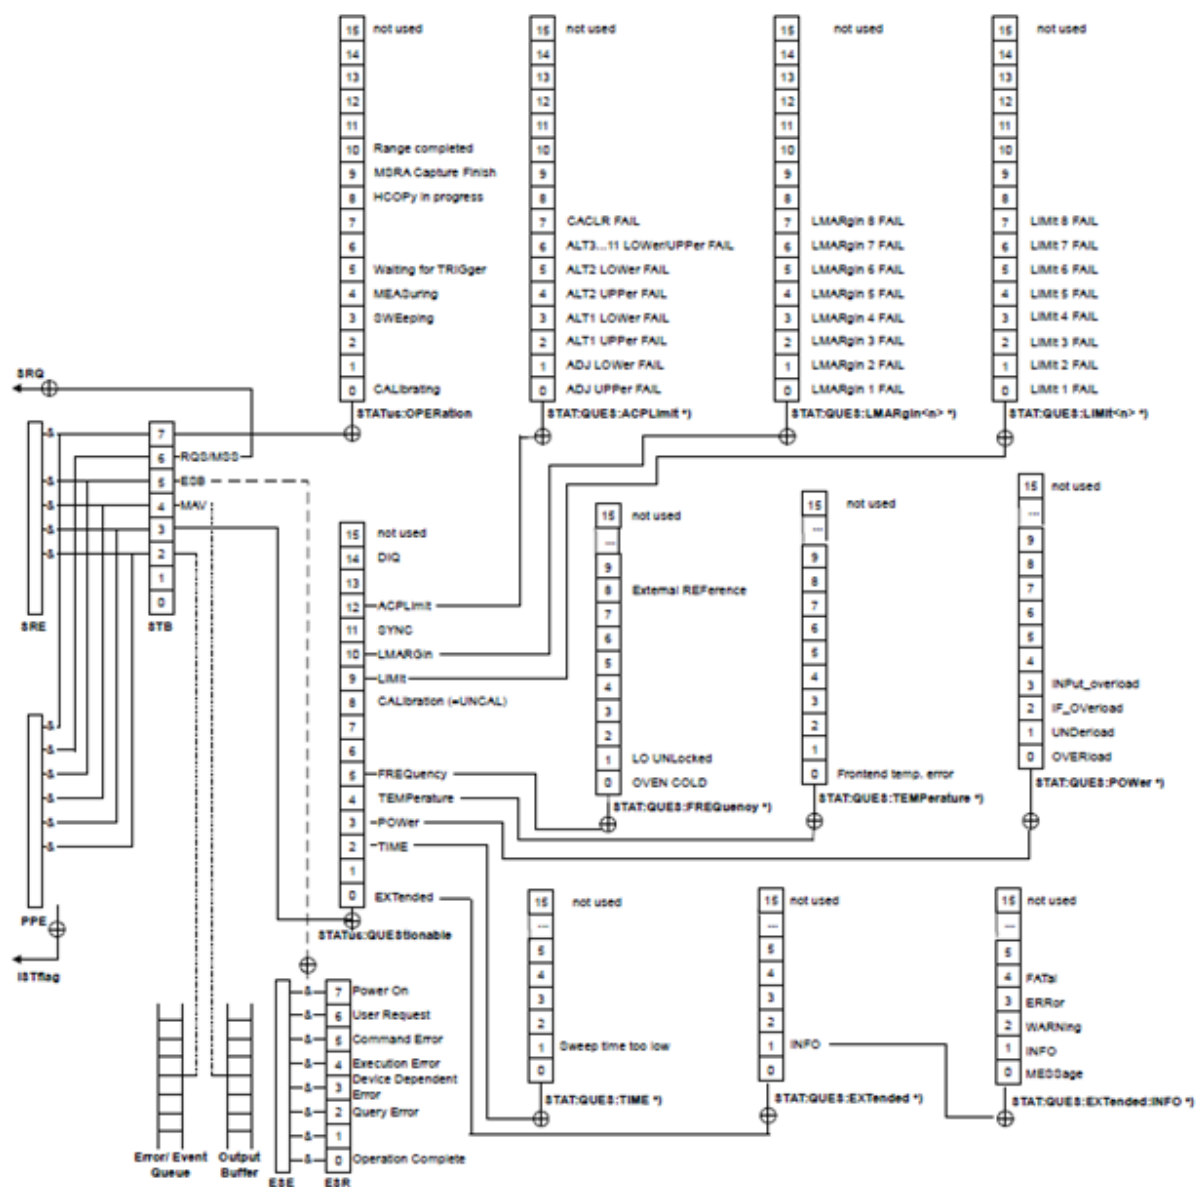 15 not used
14
13
12
11
10 Range completed
9 MSRA Capture Finish
8 HCOPy in progress
7
6
5 Waiting for TRIGger
4 MEASuring
3 SWEeping
2
1
0 CALibrating
STATus:OPERation
15 not used
14
13
12
11
10
9
8
7 CACLR FAIL
6 ALT3...11 LOWer/UPPer FAIL
5 ALT2 LOWer FAIL
4 ALT2 UPPer FAIL
3 ALT1 LOWer FAIL
2 ALT1 UPPer FAIL
1 ADJ LOWer FAIL
0 ADJ UPPer FAIL
STAT:QUES:ACPLimit *)
15 not used
14
13
12
11
10
9
8
7 LMARgin 8 FAIL
6 LMARgin 7 FAIL
5 LMARgin 6 FAIL
4 LMARgin 5 FAIL
3 LMARgin 4 FAIL
2 LMARgin 3 FAIL
1 LMARgin 2 FAIL
0 LMARgin 1 FAIL
STAT:QUES:LMARgin<n> *)
15 not used
14
13
12
11
10
9
8
7 LIMit 8 FAIL
6 LIMit 7 FAIL
5 LIMit 6 FAIL
4 LIMit 5 FAIL
3 LIMit 4 FAIL
2 LIMit 3 FAIL
1 LIMit 2 FAIL
0 LIMit 1 FAIL
STAT:QUES:LIMit<n> *)
SRQ
& 7
6 RQS/MSS
& 5 ESB
& 4 MAV
& 3
& 2
1
0
SRE STB
&
&
&
&
&
&
PPE
ISTflag
15 not used
14 DIQ
13
12 ACPLimit
11 SYNC
10 LMARGin
9 LIMit
8 CALibration (=UNCAL)
7
6
5 FREQuency
4 TEMPerature
3 POWer
2 TIME
1
0 EXTended
STATus:QUEStionable
15 not used
...
9
8 External REFerence
7
6
5
4
3
2
1 LO UNLocked
0 OVEN COLD
STAT:QUES:FREQuency *)
15 not used
...
9
8
7
6
5
4
3
2
1
0 Frontend temp. error
STAT:QUES:TEMPerature *)
15 not used
...
9
8
7
6
5
4
3 INPut_overload
2 IF_OVerload
1 UNDerload
0 OVERload
STAT:QUES:POWer *)
15 not used
...
5
4
3
2
1 Sweep time too low
0
STAT:QUES:TIME *)
15 not used
...
5
4
3
2
1 INFO
0
STAT:QUES:EXTended *)
15 not used
...
5
4 FATal
3 ERRor
2 WARNing
1 INFO
0 MESSage
STAT:QUES:EXTended:INFO *)
& 7 Power On
& 6 User Request
& 5 Command Error
& 4 Execution Error
& 3 Device Dependent
Error
& 2 Query Error
& 1
& 0 Operation Complete
ESE ESR
Error/ Event
Queue
Output
Buffer